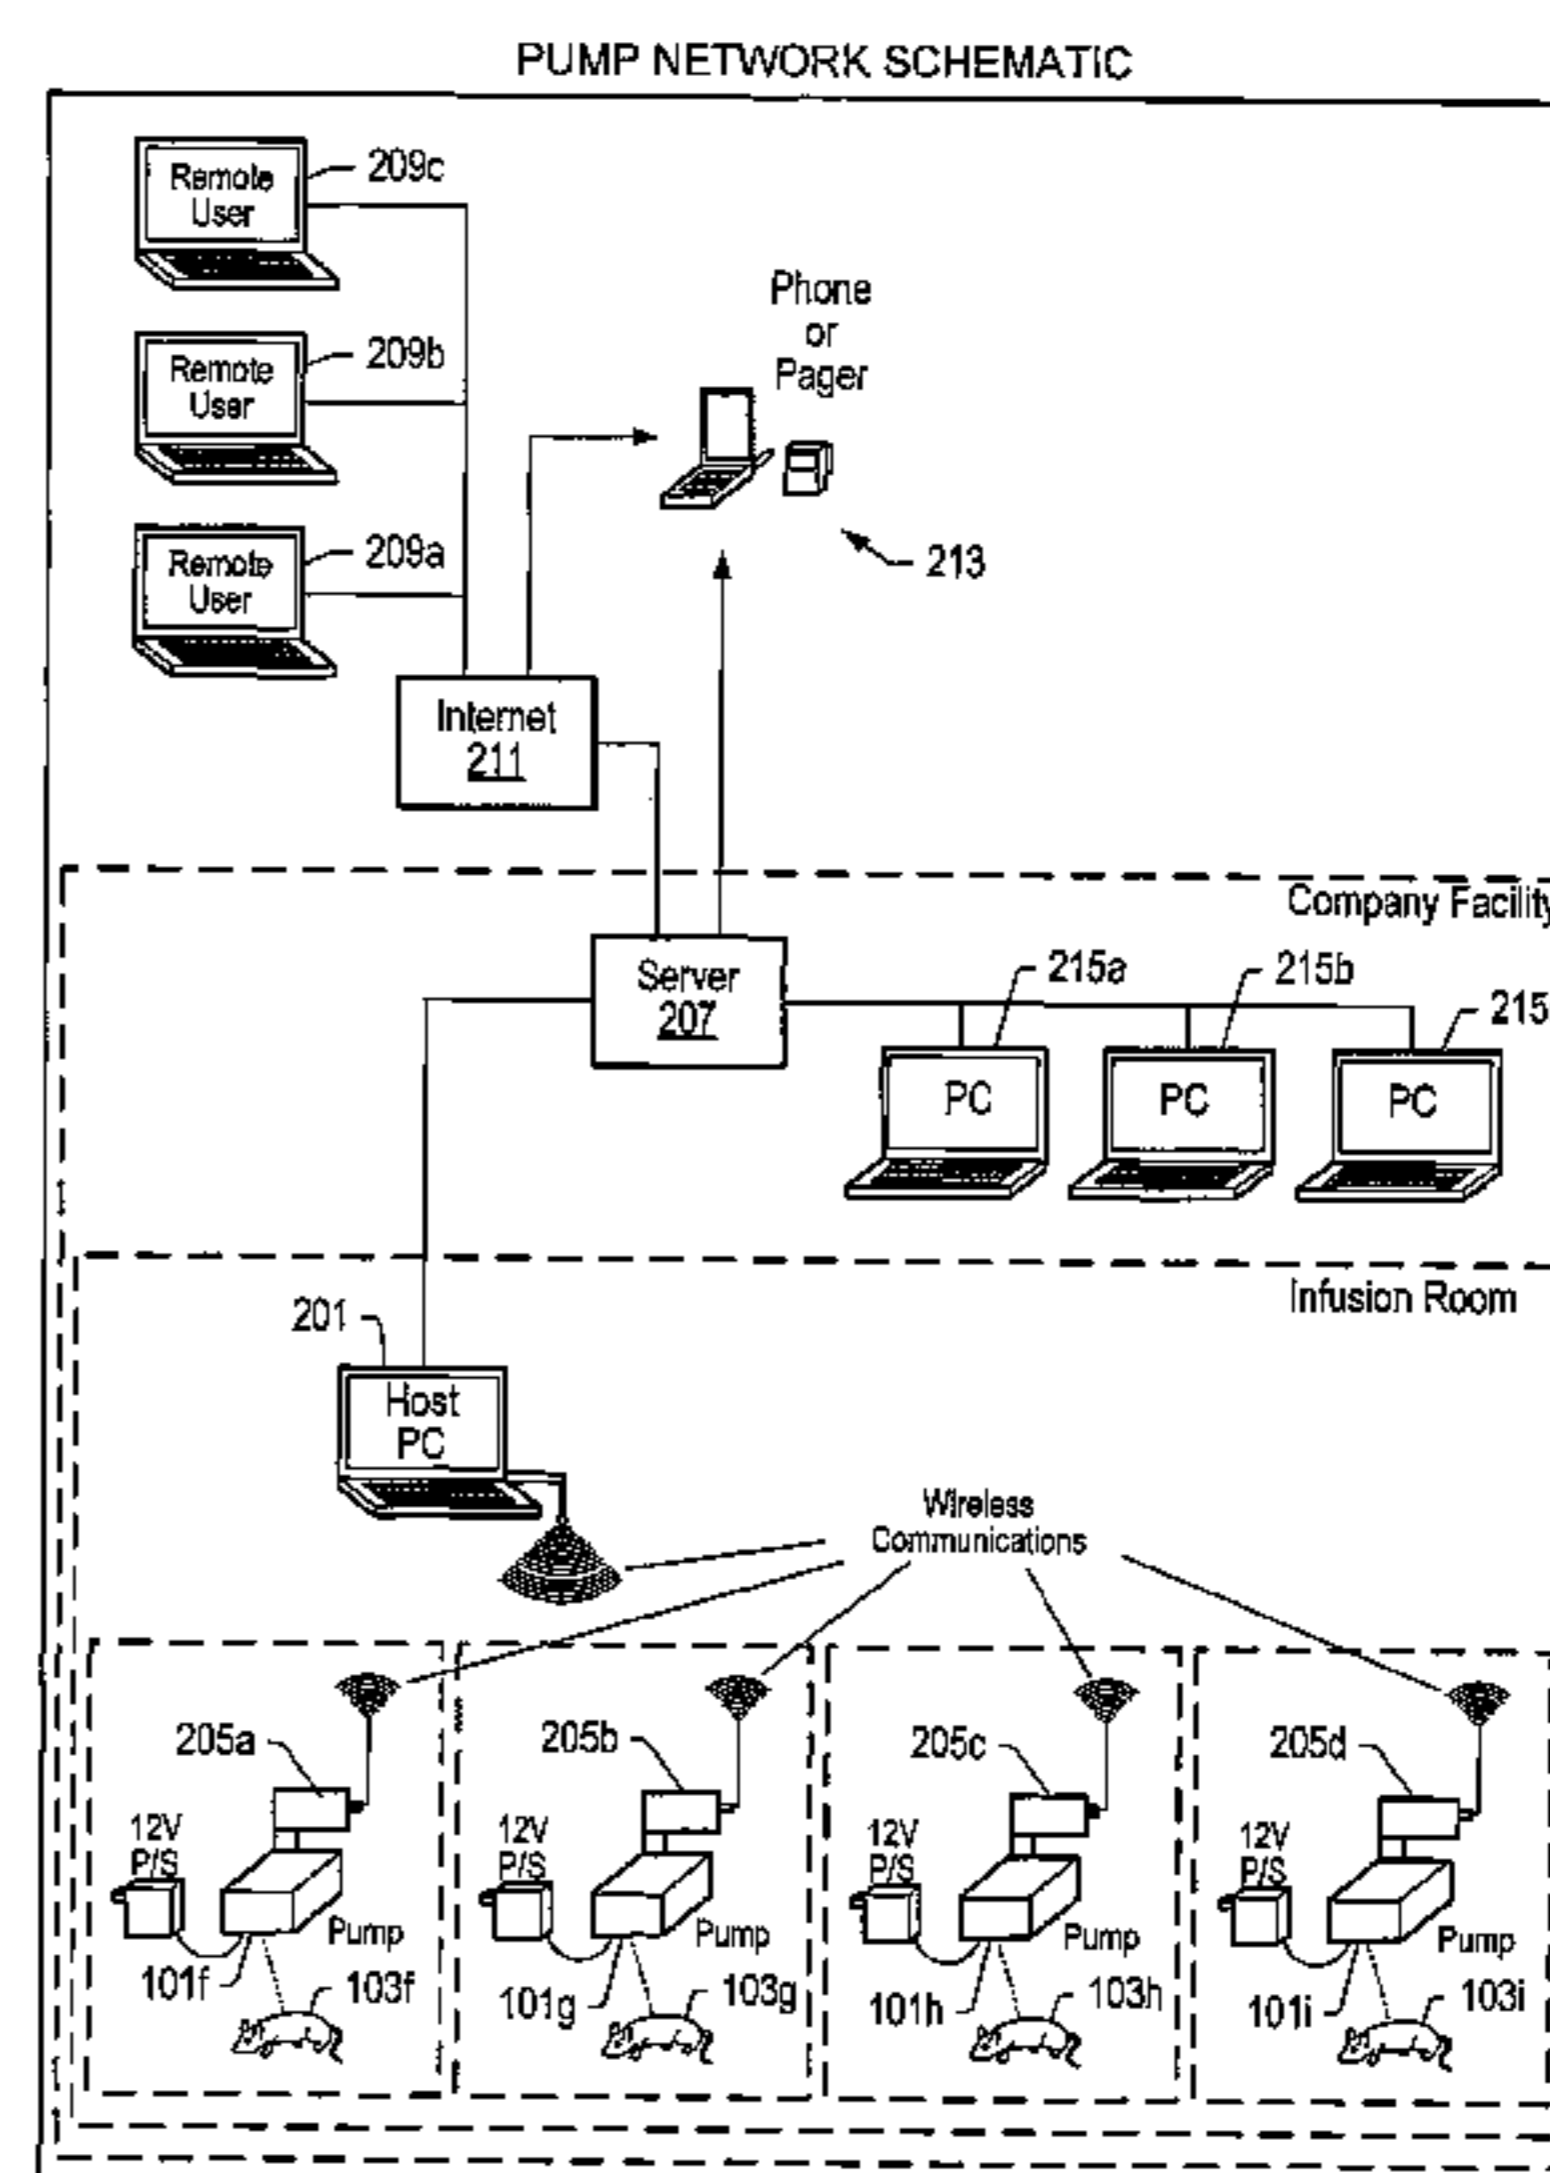 PUMP NETWORK SCHEMATIC
Remote
User
209c
Remote
User
209b
Remote
User
209a
Phone
or
Pager
213
Internet
211
Company Facility
Server
207
215a
215b
215
PC
PC
PC
Infusion Room
201
Host
PC
Wireless
Communications
205a
205b
205c
205d
12V
P/S
12V
P/S
12V
P/S
12V
P/S
Pump
Pump
Pump
Pump
101f
103f
101g
103g
101h
103h
101i
103i